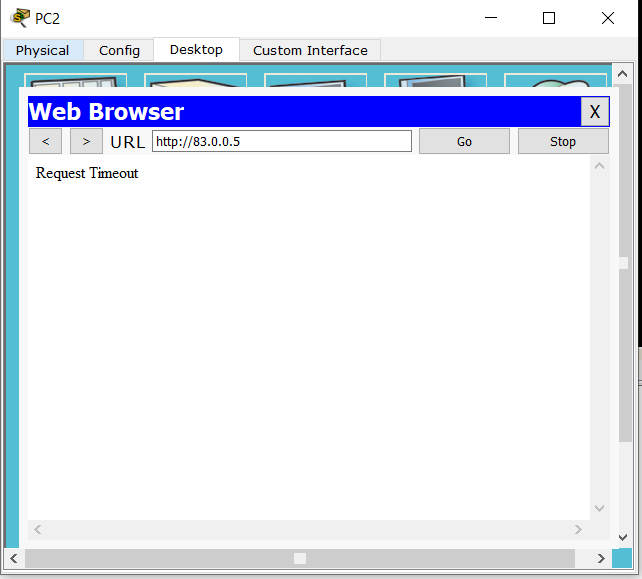 PC2
Physical Config Desktop Custom Interface
Web Browser X
< > URL http://83.0.0.5 Go Stop
Request Timeout